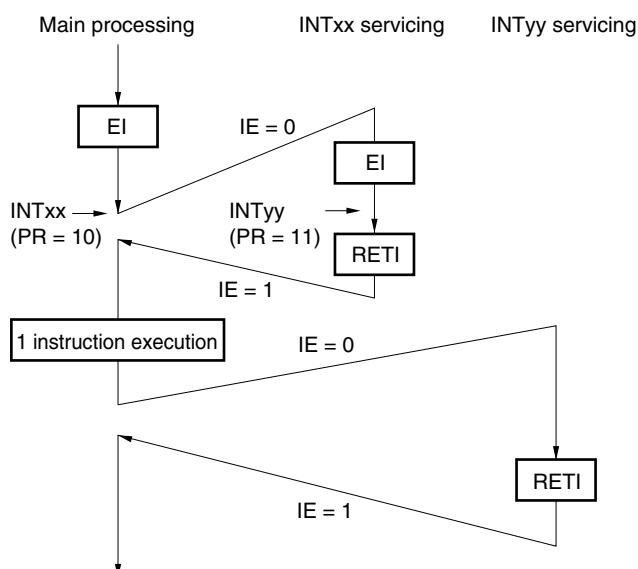 Main processing
INTxx servicing
INTyy servicing
EI
IE = 0
EI
INTxx
(PR = 10)
INTyy
(PR = 11)
RETI
IE = 1
1 instruction execution
IE = 0
RETI
IE = 1